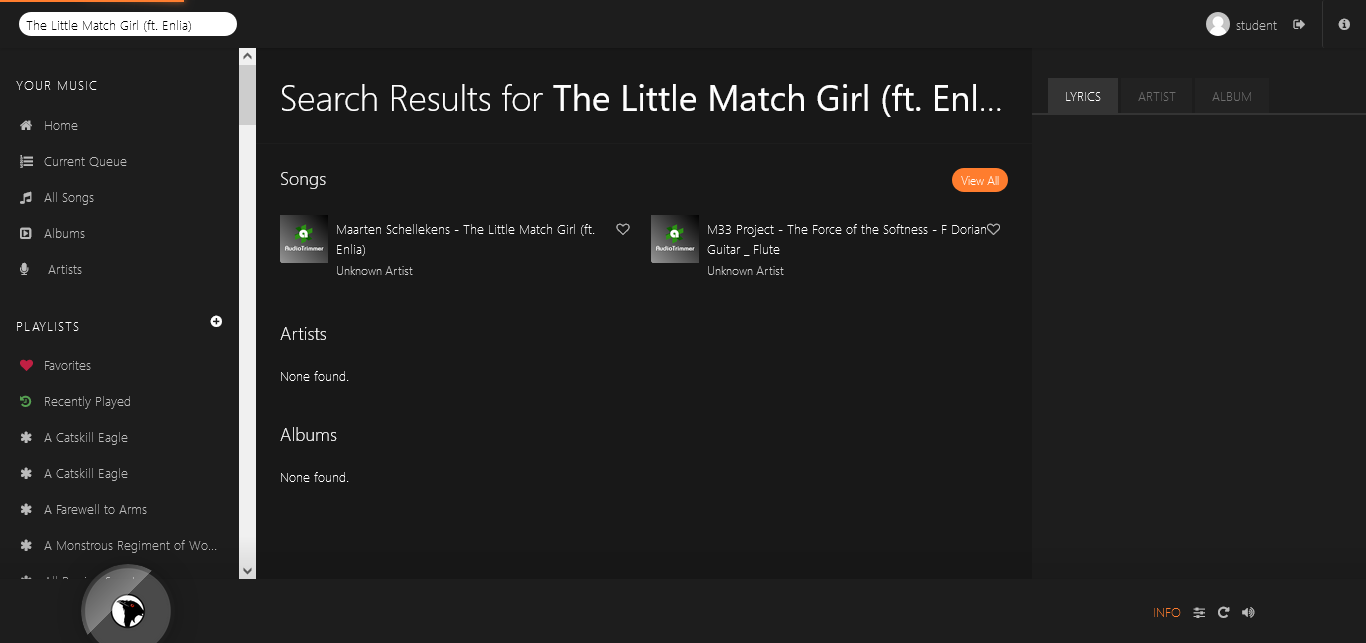 The Little Match Girl (ft. Enlia)
student
YOUR MUSIC
Home
Current Queue
All Songs
Albums
Artists
PLAYLISTS
Favorites
Recently Played
A Catskill Eagle
A Catskill Eagle
A Farewell to Arms
A Monstrous Regiment of Wo...
Search Results for The Little Match Girl (ft. Enl...
Songs
View All
AudioTrimmer
Maarten Schellekens - The Little Match Girl (ft.
Enlia)
Unknown Artist
AudioTrimmer
M33 Project - The Force of the Softness - F Dorian
Guitar _ Flute
Unknown Artist
Artists
None found.
Albums
None found.
LYRICS
ARTIST
ALBUM
INFO